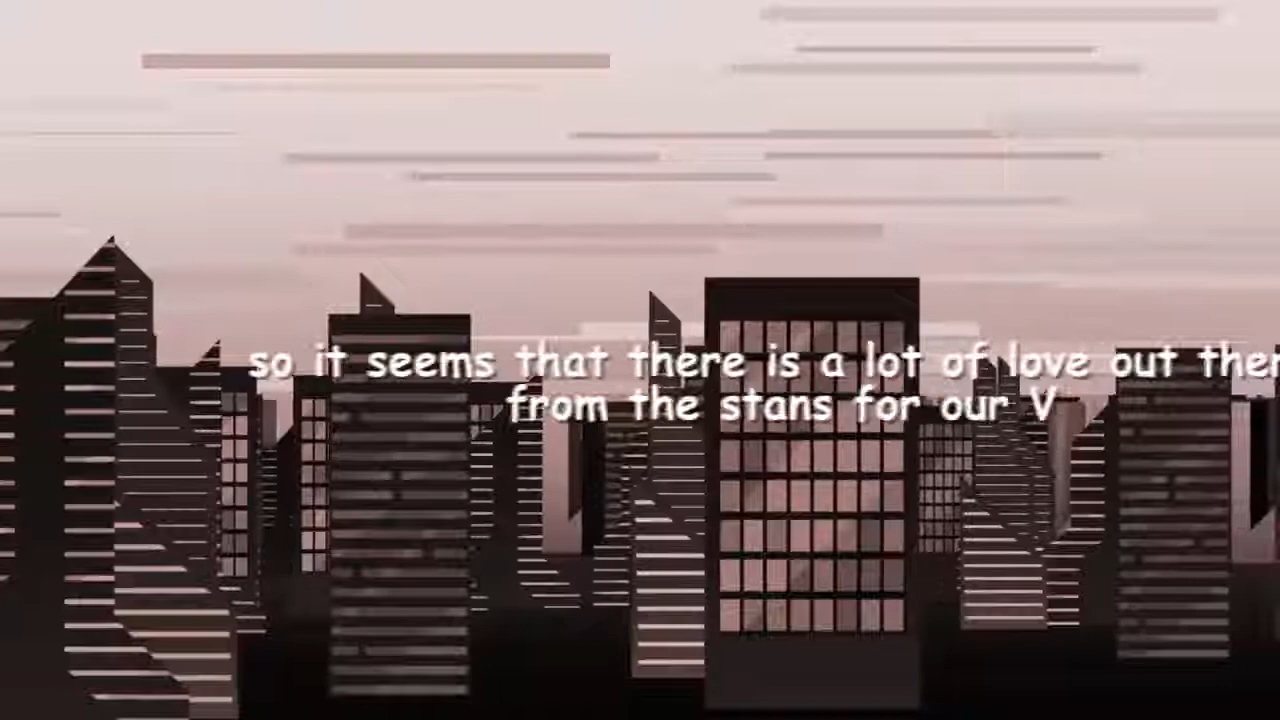 so it seems that there is a lot of love out ther
from the stans for our V